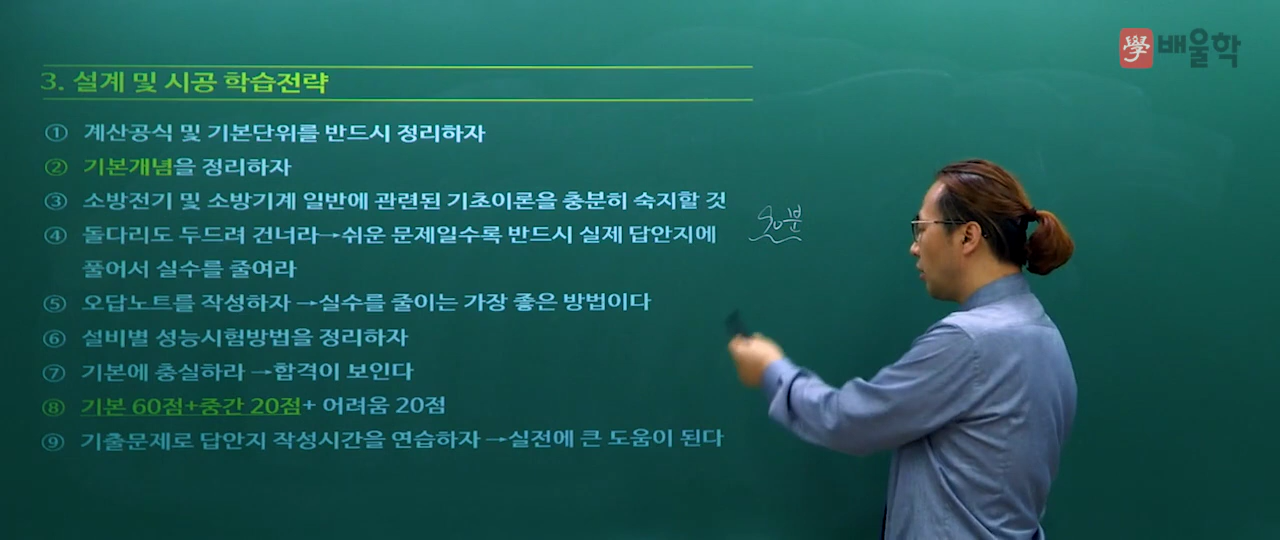 學 배울학
3. 설계 및 시공 학습전략
① 계산공식 및 기본단위를 반드시 정리하자
② 기본개념을 정리하자
③ 소방전기 및 소방기계 일반에 관련된 기초이론을 충분히 숙지할 것
④ 돌다리도 두드려 건너라→쉬운 문제일수록 반드시 실제 답안지에
풀어서 실수를 줄여라
⑤ 오답노트를 작성하자 →실수를 줄이는 가장 좋은 방법이다
⑥ 설비별 성능시험방법을 정리하자
⑦ 기본에 충실하라 →합격이 보인다
⑧ 기본 60점+중간 20점+ 어려움 20점
⑨ 기출문제로 답안지 작성시간을 연습하자 →실전에 큰 도움이 된다